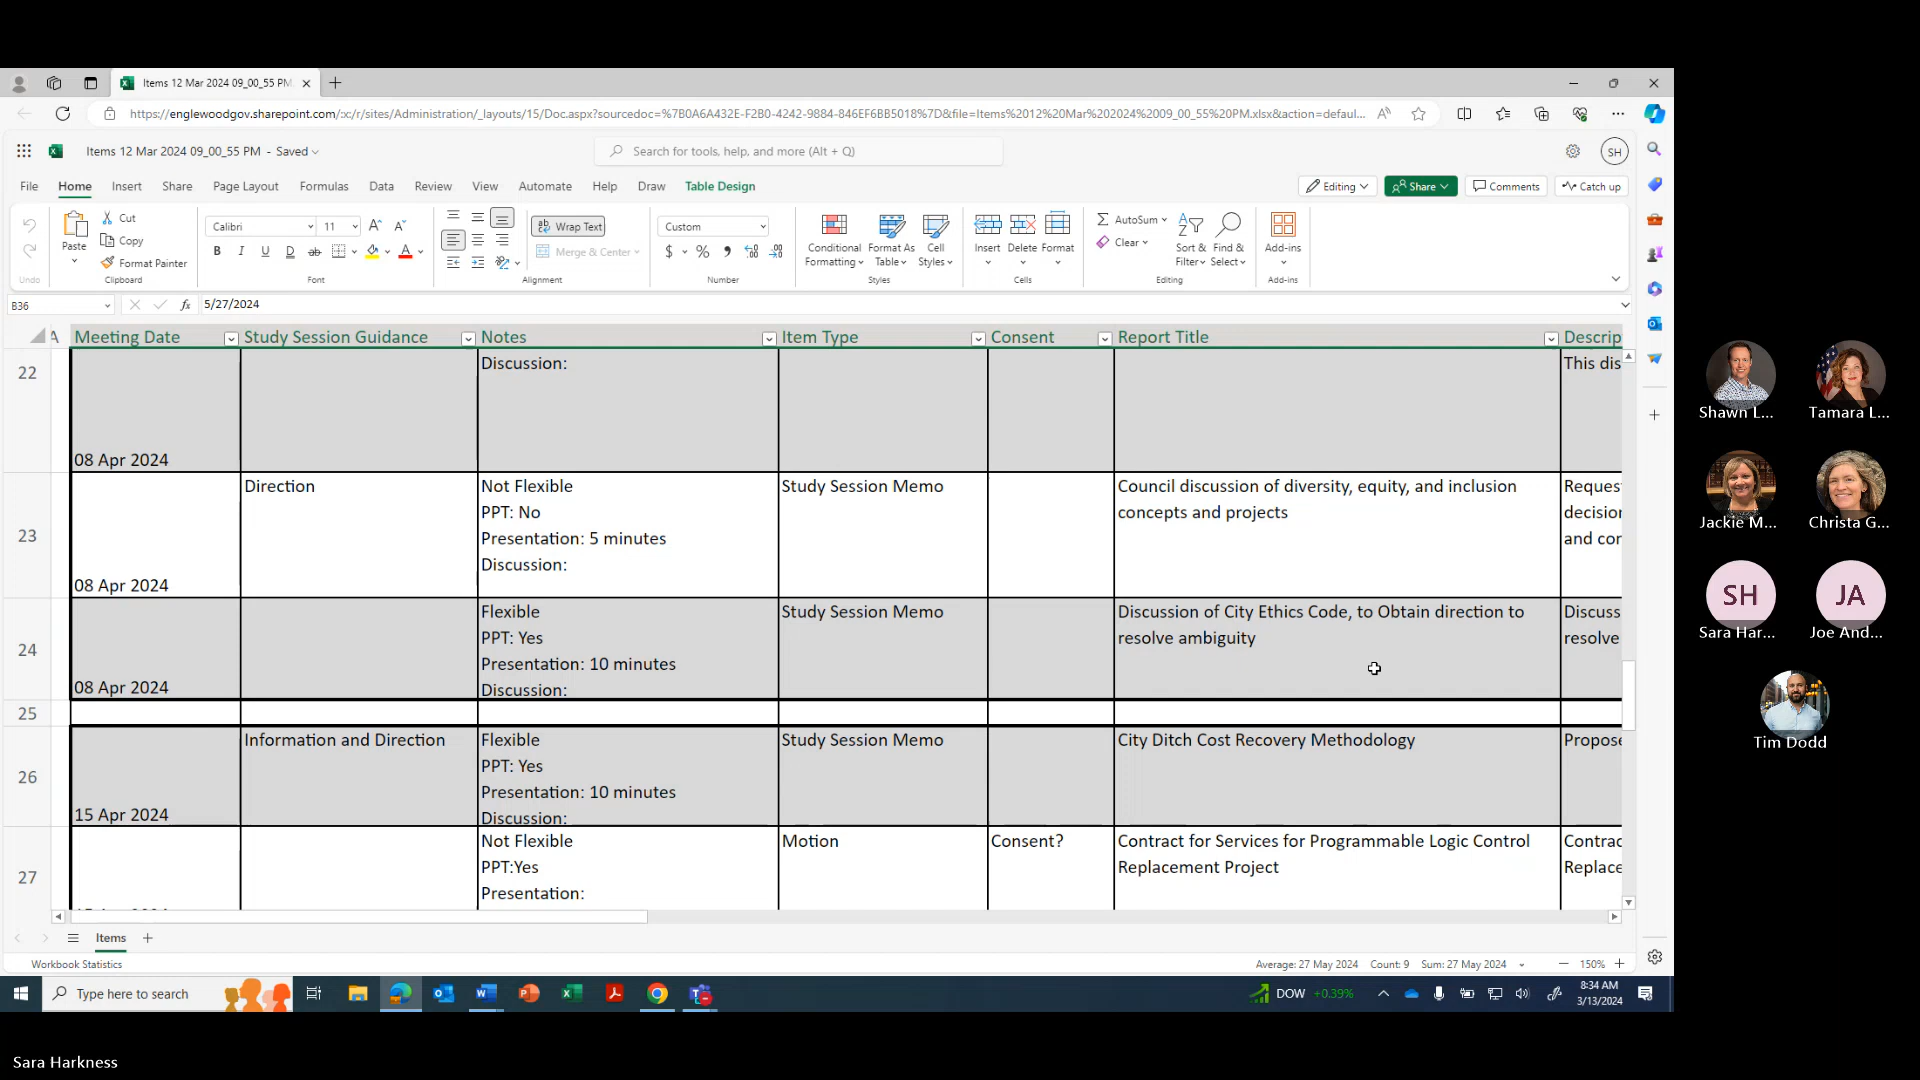 Items 12 Mar 2024 09_00_55 PM
https://englewoodgov.sharepoint.com/:x:/r/sites/Administration/_layouts/15/Doc.aspx?sourcedoc=%7B0A6A432E-F2B0-4242-9884-846EF6BB5018%7D&file=Items%2012%20Mar%202024%2009_00_55%20PM.xlsx&action=defaul...
Items 12 Mar 2024 09_00_55 PM - Saved
Search for tools, help, and more (Alt + Q)
SH
File Home Insert Share Page Layout Formulas Data Review View Automate Help Draw Table Design
Editing Share Comments Catch up
Undo
Paste
Cut
Copy
Format Painter
Clipboard
Calibri 11
B I U D ab A
Font
Wrap Text
Merge & Center
Alignment
Custom
$ % 9
Number
Conditional Formatting
Format As Table
Cell Styles
Styles
Insert Delete Format
Cells
AutoSum
Clear
Sort & Filter
Find & Select
Editing
Add-ins
Add-ins
B36 fx 5/27/2024
A Meeting Date Study Session Guidance Notes Item Type Consent Report Title Descrip
22
08 Apr 2024
Discussion:
This dis
23
08 Apr 2024
Direction
Not Flexible
PPT: No
Presentation: 5 minutes
Discussion:
Study Session Memo
Council discussion of diversity, equity, and inclusion
concepts and projects
Reques
decision
and cor
24
08 Apr 2024
Flexible
PPT: Yes
Presentation: 10 minutes
Discussion:
Study Session Memo
Discussion of City Ethics Code, to Obtain direction to
resolve ambiguity
Discuss
resolve
25
26
15 Apr 2024
Information and Direction
Flexible
PPT: Yes
Presentation: 10 minutes
Discussion:
Study Session Memo
City Ditch Cost Recovery Methodology
Propose
27
Not Flexible
PPT:Yes
Presentation:
Motion
Consent?
Contract for Services for Programmable Logic Control
Replacement Project
Contrac
Replace
Items
Workbook Statistics
Average: 27 May 2024 Count: 9 Sum: 27 May 2024
150%
Type here to search
DOW +0.39%
8:34 AM
3/13/2024
Shawn L...
Tamara L...
Jackie M...
Christa G...
SH
Sara Har...
JA
Joe And...
Tim Dodd
Sara Harkness